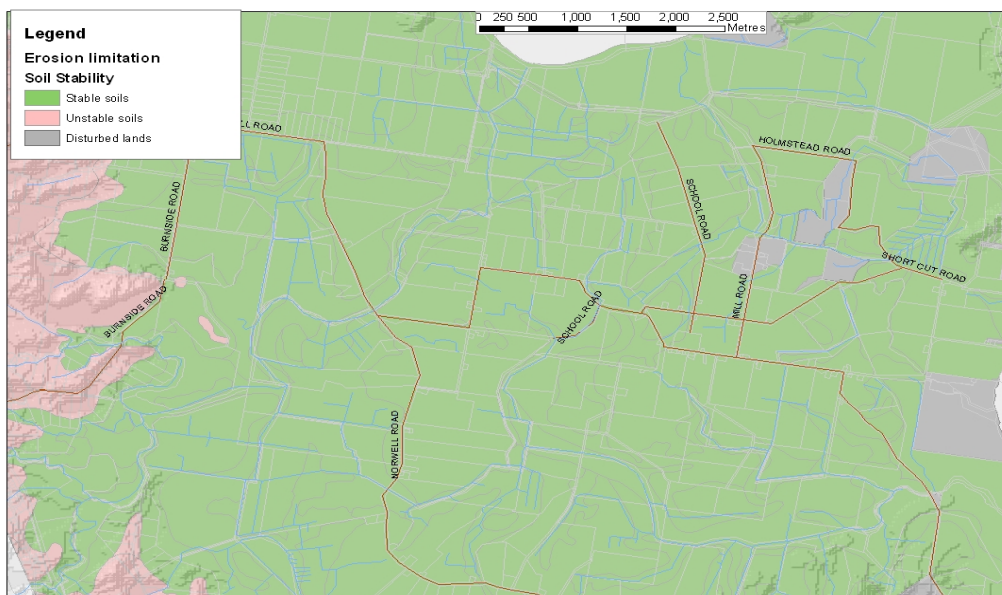 Legend
Erosion limitation
Soil Stability
Stable soils
Unstable soils
Disturbed lands
0 250 500 1,000 1,500 2,000 2,500
Metres
LL ROAD
HOLMSTEAD ROAD
BURNSIDE ROAD
SCHOOL ROAD
SHORT CUT ROAD
MILL ROAD
BURNSIDE ROAD
SCHOOL ROAD
NORWELL ROAD